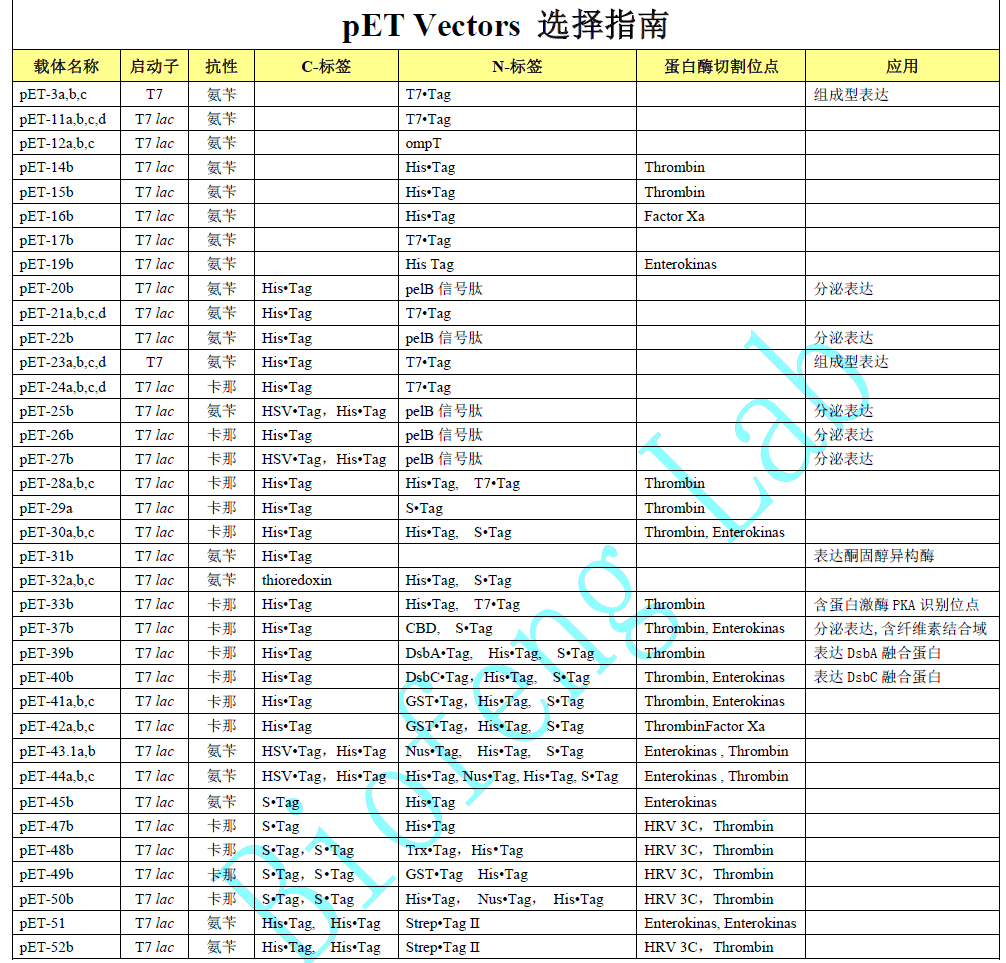 pET Vectors 选择指南
载体名称 启动子 抗性 C-标签 N-标签 蛋白酶切割位点 应用
pET-3a,b,c T7 氨苄 T7•Tag 组成型表达
pET-11a,b,c,d T7 lac 氨苄 T7•Tag
pET-12a,b,c T7 lac 氨苄 ompT
pET-14b T7 lac 氨苄 His•Tag Thrombin
pET-15b T7 lac 氨苄 His•Tag Thrombin
pET-16b T7 lac 氨苄 His•Tag Factor Xa
pET-17b T7 lac 氨苄 T7•Tag
pET-19b T7 lac 氨苄 His Tag Enterokinas
pET-20b T7 lac 氨苄 His•Tag pelB 信号肽 分泌表达
pET-21a,b,c,d T7 lac 氨苄 His•Tag T7•Tag
pET-22b T7 lac 氨苄 His•Tag pelB 信号肽 分泌表达
pET-23a,b,c,d T7 氨苄 His•Tag T7•Tag 组成型表达
pET-24a,b,c,d T7 lac 卡那 His•Tag T7•Tag
pET-25b T7 lac 氨苄 HSV•Tag，His•Tag pelB 信号肽 分泌表达
pET-26b T7 lac 卡那 His•Tag pelB 信号肽 分泌表达
pET-27b T7 lac 卡那 HSV•Tag，His•Tag pelB 信号肽 分泌表达
pET-28a,b,c T7 lac 卡那 His•Tag His•Tag, T7•Tag Thrombin
pET-29a T7 lac 卡那 His•Tag S•Tag Thrombin
pET-30a,b,c T7 lac 卡那 His•Tag His•Tag, S•Tag Thrombin, Enterokinas
pET-31b T7 lac 氨苄 His•Tag 表达酮固醇异构酶
pET-32a,b,c T7 lac 氨苄 thioredoxin His•Tag, S•Tag
pET-33b T7 lac 卡那 His•Tag His•Tag, T7•Tag Thrombin 含蛋白激酶 PKA 识别位点
pET-37b T7 lac 卡那 His•Tag CBD, S•Tag Thrombin, Enterokinas 分泌表达,含纤维素结合域
pET-39b T7 lac 卡那 His•Tag DsbA•Tag, His•Tag, S•Tag Thrombin 表达 DsbA 融合蛋白
pET-40b T7 lac 卡那 His•Tag DsbC•Tag，His•Tag, S•Tag Thrombin, Enterokinas 表达 DsbC 融合蛋白
pET-41a,b,c T7 lac 卡那 His•Tag GST•Tag，His•Tag, S•Tag Thrombin, Enterokinas
pET-42a,b,c T7 lac 卡那 His•Tag GST•Tag，His•Tag, S•Tag ThrombinFactor Xa
pET-43.1a,b T7 lac 氨苄 HSV•Tag，His•Tag Nus•Tag, His•Tag, S•Tag Enterokinas , Thrombin
pET-44a,b,c T7 lac 氨苄 HSV•Tag，His•Tag His•Tag, Nus•Tag, His•Tag, S•Tag Enterokinas , Thrombin
pET-45b T7 lac 氨苄 S•Tag His•Tag Enterokinas
pET-47b T7 lac 卡那 S•Tag His•Tag HRV 3C，Thrombin
pET-48b T7 lac 卡那 S•Tag，S•Tag Trx•Tag，His•Tag HRV 3C，Thrombin
pET-49b T7 lac 卡那 S•Tag，S•Tag GST•Tag His•Tag HRV 3C，Thrombin
pET-50b T7 lac 卡那 S•Tag，S•Tag His•Tag， Nus•Tag， His•Tag HRV 3C，Thrombin
pET-51 T7 lac 氨苄 His•Tag, His•Tag Strep•Tag II Enterokinas, Enterokinas
pET-52b T7 lac 氨苄 His•Tag, His•Tag Strep•Tag II HRV 3C，Thrombin
Biofeng Lab